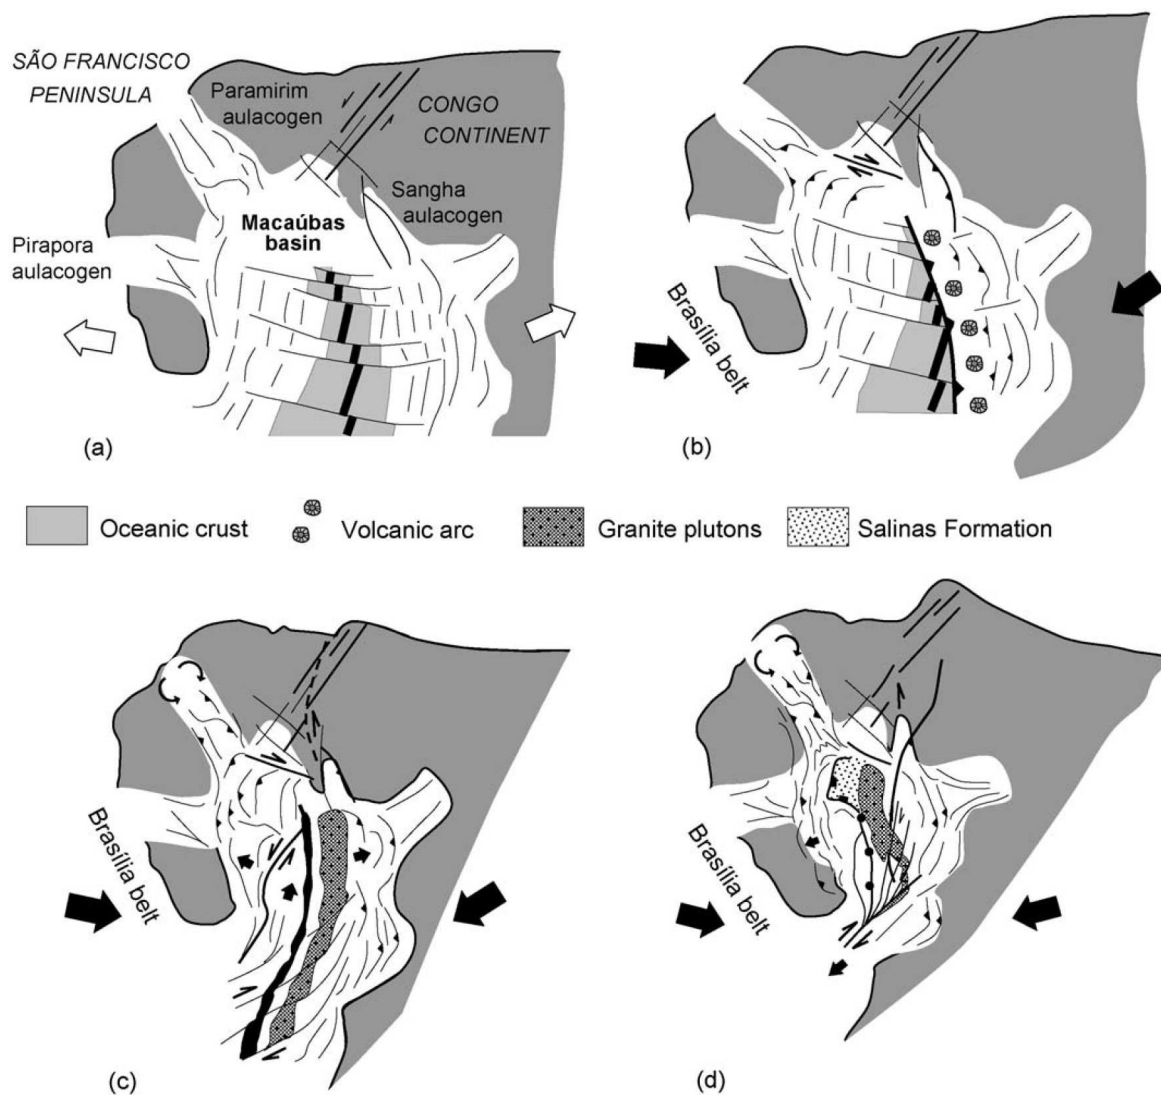 SÃO FRANCISCO
PENINSULA
Paramirim
aulacogen
CONGO
CONTINENT
Sangha
aulacogen
Macaúbas
basin
Pirapora
aulacogen
(a)
Brasília belt
(b)
Oceanic crust
Volcanic arc
Granite plutons
Salinas Formation
Brasília belt
(c)
Brasília belt
(d)